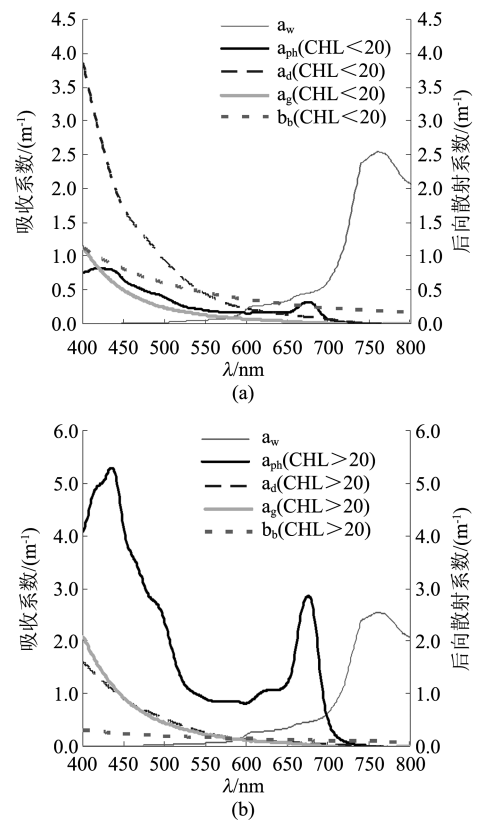 4.5 4.5
a_w
4.0 a_ph(CHL＜20) 4.0
3.5 a_d(CHL＜20) 3.5
a_g(CHL＜20)
3.0 b_b(CHL＜20) 3.0
2.5 2.5
2.0 2.0
1.5 1.5
1.0 1.0
0.5 0.5
0.0 0.0
吸收系数/(m⁻¹)
后向散射系数/(m⁻¹)
400 450 500 550 600 650 700 750 800
λ/nm
(a)
6.0 6.0
a_w
a_ph(CHL＞20)
5.0 a_d(CHL＞20) 5.0
a_g(CHL＞20)
4.0 b_b(CHL＞20) 4.0
3.0 3.0
2.0 2.0
1.0 1.0
0.0 0.0
吸收系数/(m⁻¹)
后向散射系数/(m⁻¹)
400 450 500 550 600 650 700 750 800
λ/nm
(b)